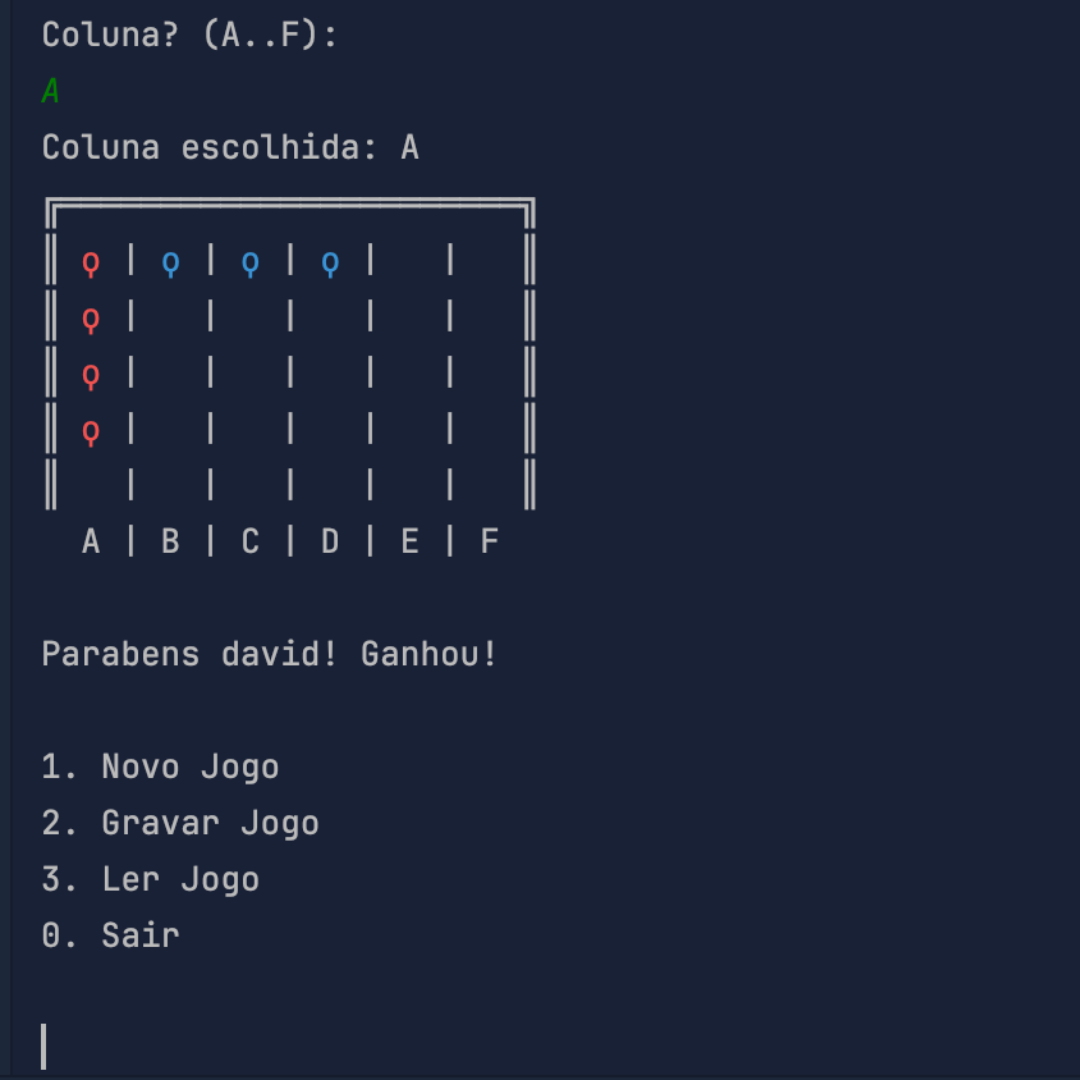 Coluna? (A..F):
A
Coluna escolhida: A
╔═══════════════════════╗
║ ϙ | ϙ | ϙ | ϙ |   |   ║
║ ϙ |   |   |   |   |   ║
║ ϙ |   |   |   |   |   ║
║ ϙ |   |   |   |   |   ║
║   |   |   |   |   |   ║
  A | B | C | D | E | F
Parabens david! Ganhou!
1. Novo Jogo
2. Gravar Jogo
3. Ler Jogo
0. Sair